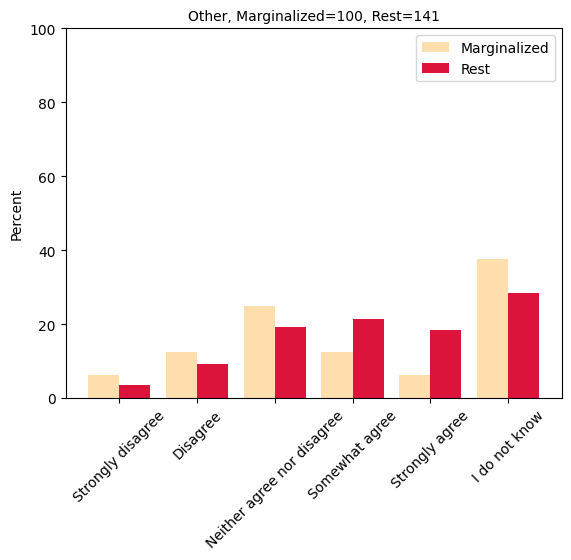 Other, Marginalized=100, Rest=141
Marginalized
Rest
Percent
100
80
60
40
20
0
Strongly disagree
Disagree
Neither agree nor disagree
Somewhat agree
Strongly agree
I do not know